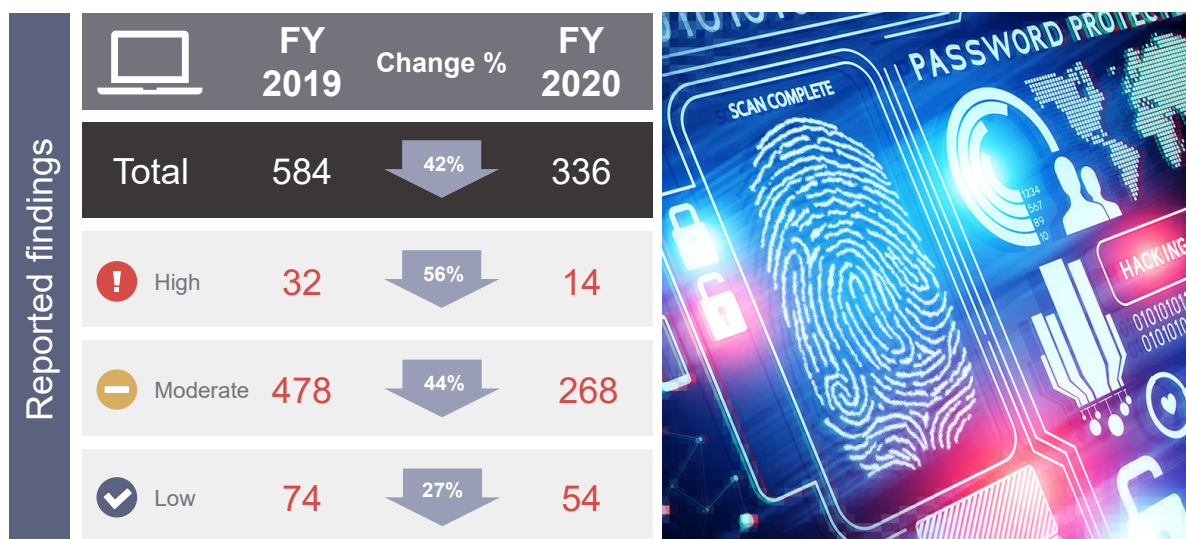 Reported findings
FY 2019
Change %
FY 2020
Total 584 42% 336
High 32 56% 14
Moderate 478 44% 268
Low 74 27% 54
SCAN COMPLETE
PASSWORD PROTECTE
1234
567
89
10
HACKING